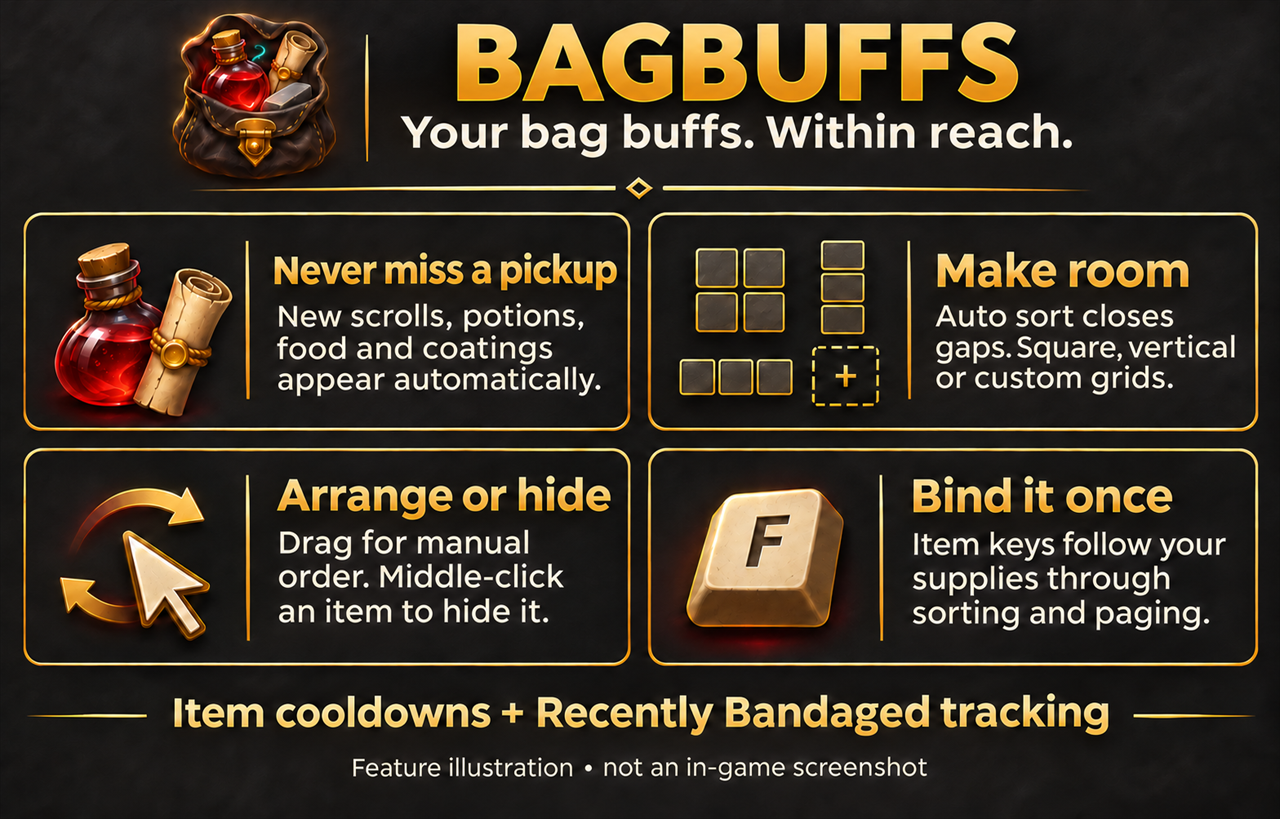 BAGBUFFS
Your bag buffs. Within reach.
Never miss a pickup
New scrolls, potions,
food and coatings
appear automatically.
Make room
Auto sort closes
gaps. Square, vertical
or custom grids.
+
Arrange or hide
Drag for manual
order. Middle-click
an item to hide it.
F
Bind it once
Item keys follow your
supplies through
sorting and paging.
Item cooldowns + Recently Bandaged tracking
Feature illustration • not an in-game screenshot